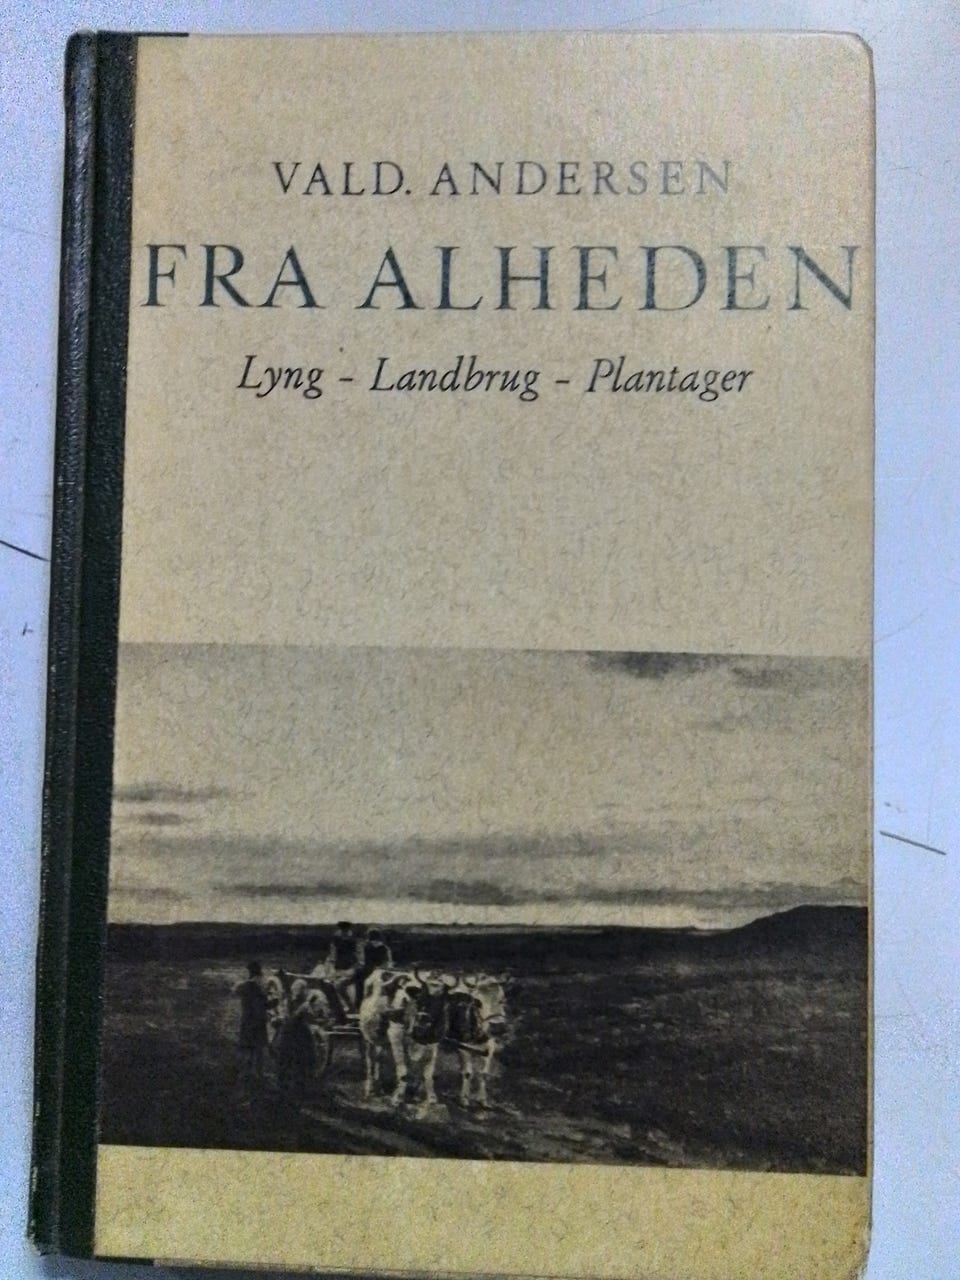 VALD. ANDERSEN
FRA ALHEDEN
Lyng - Landbrug - Plantager